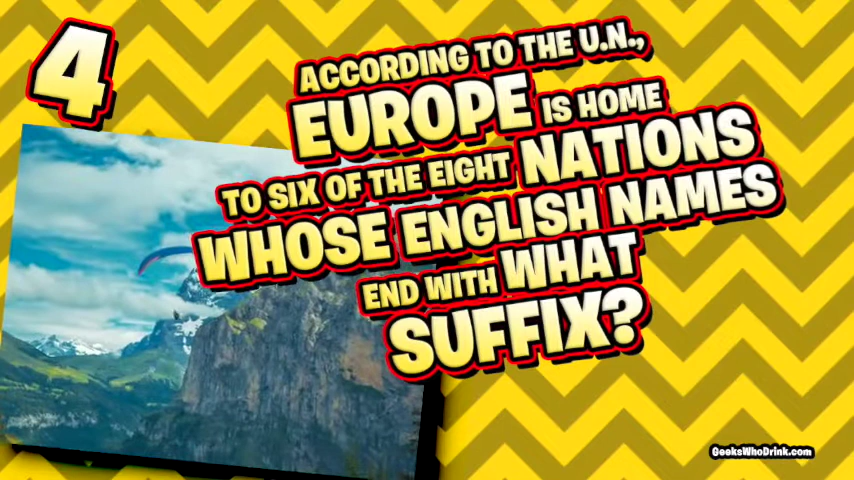 4
ACCORDING TO THE U.N.,
EUROPE IS HOME
TO SIX OF THE EIGHT NATIONS
WHOSE ENGLISH NAMES
END WITH WHAT
SUFFIX?
GeeksWhoDrink.com